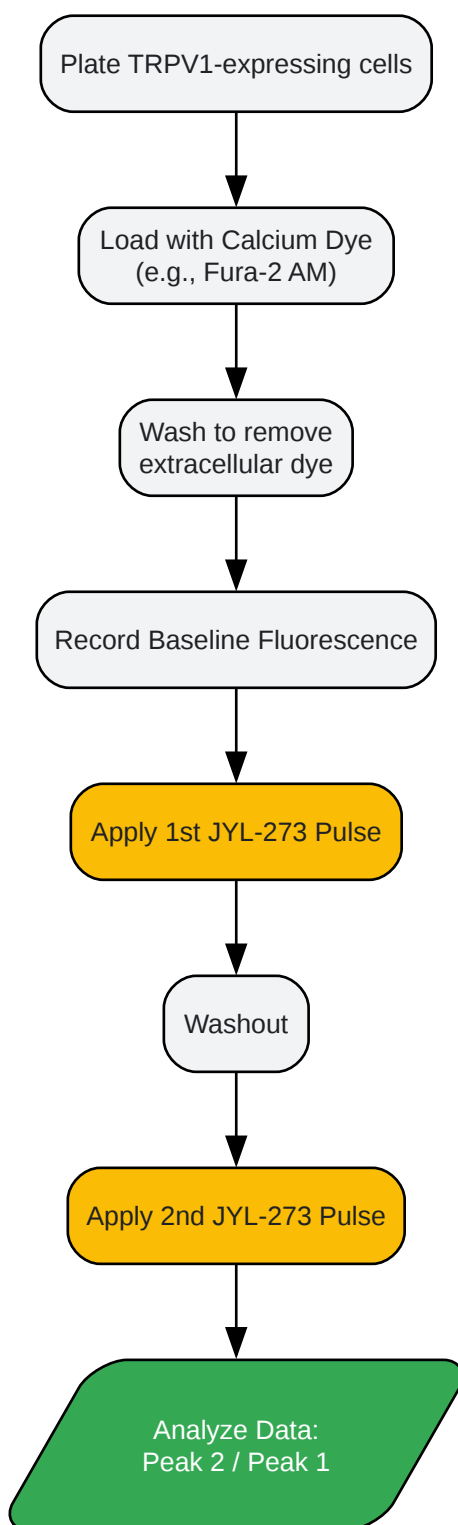 Plate TRPV1-expressing cells
Load with Calcium Dye
(e.g., Fura-2 AM)
Wash to remove
extracellular dye
Record Baseline Fluorescence
Apply 1st JYL-273 Pulse
Washout
Apply 2nd JYL-273 Pulse
Analyze Data:
Peak 2 / Peak 1